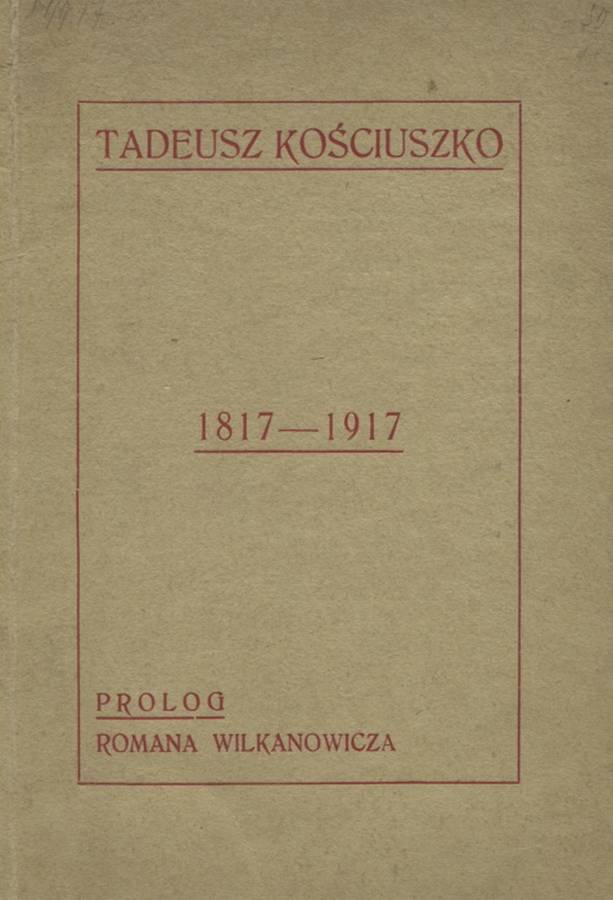 TADEUSZ KOŚCIUSZKO
1817—1917
PROLOG
ROMANA WILKANOWICZA